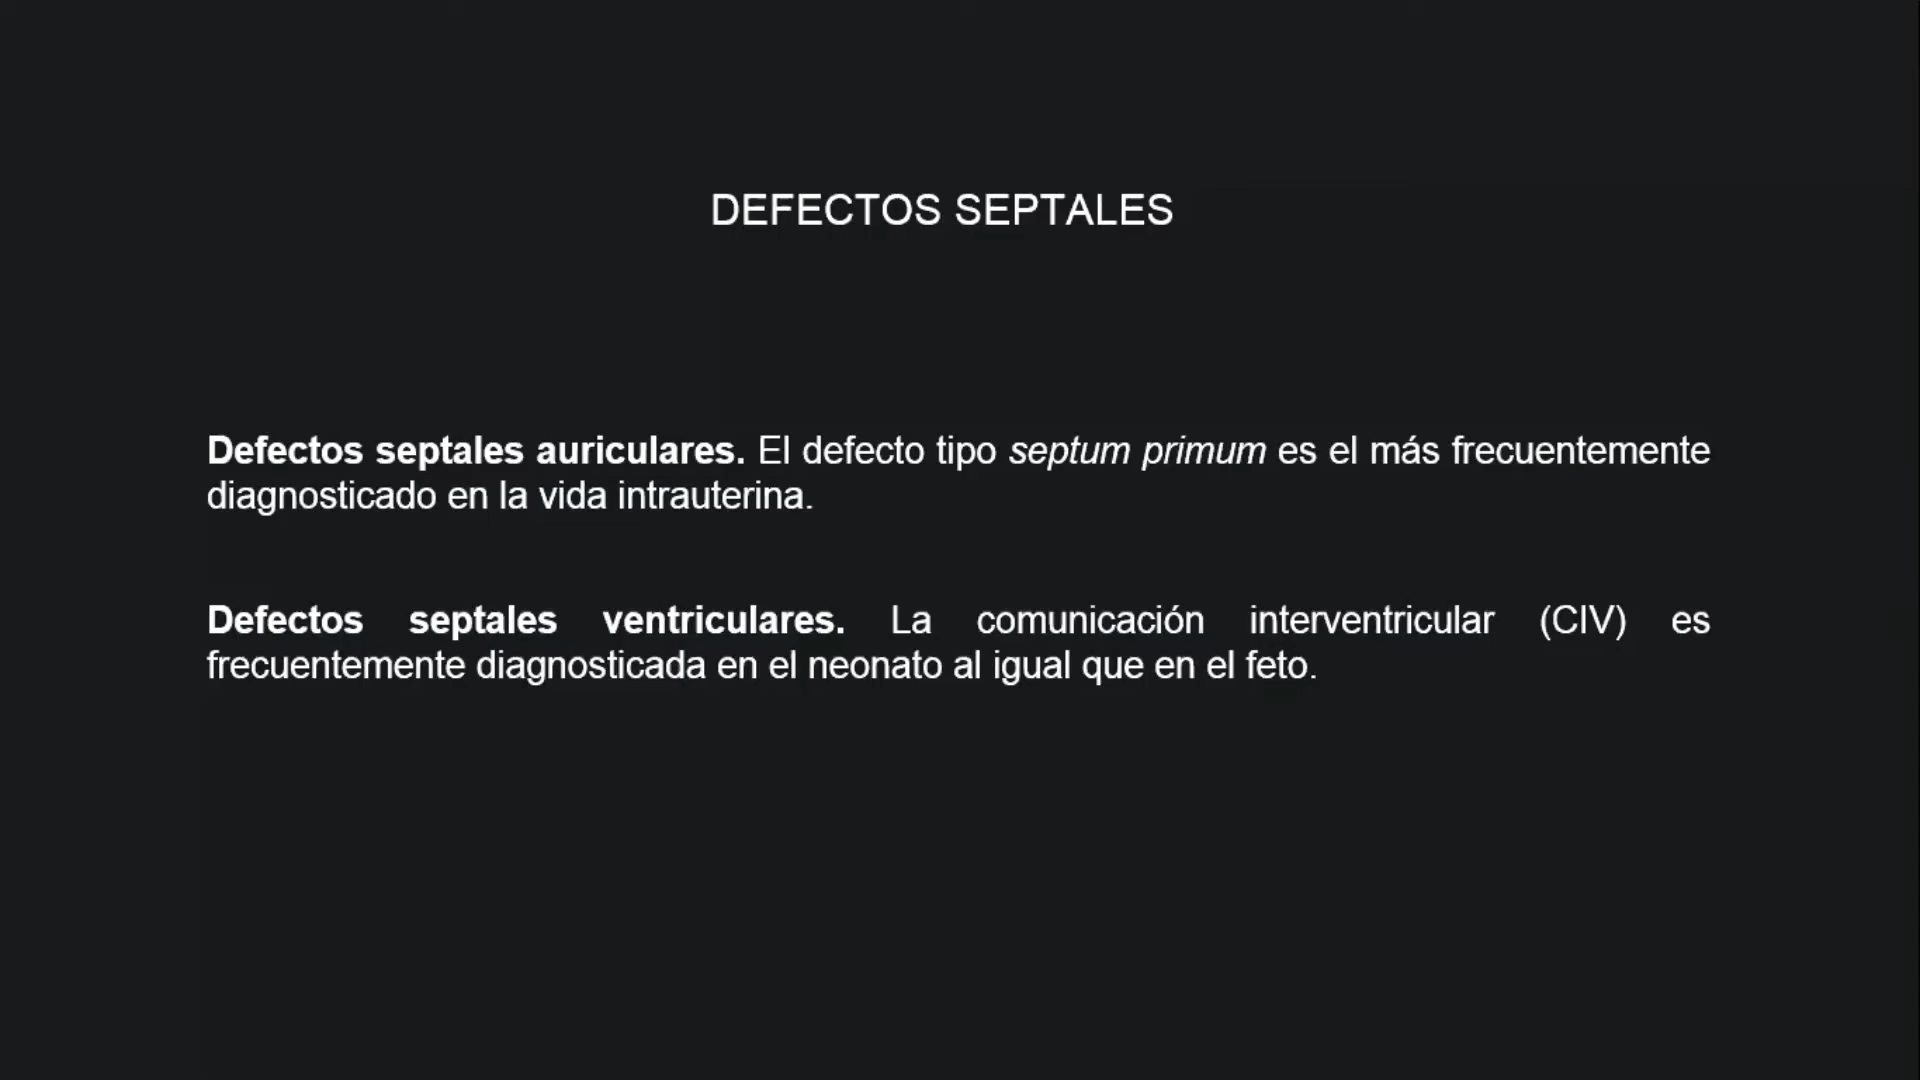 DEFECTOS SEPTALES
Defectos septales auriculares. El defecto tipo septum primum es el más frecuentemente
diagnosticado en la vida intrauterina.
Defectos septales ventriculares. La comunicación interventricular (CIV) es
frecuentemente diagnosticada en el neonato al igual que en el feto.